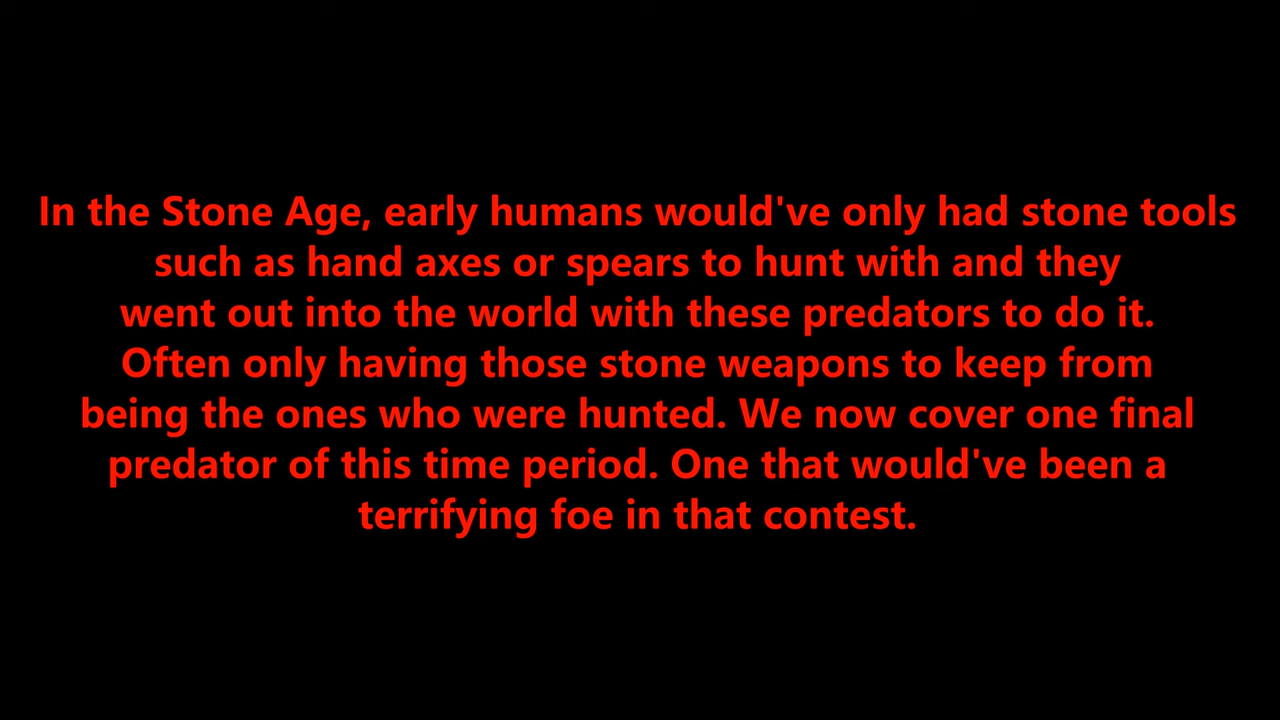 In the Stone Age, early humans would've only had stone tools
such as hand axes or spears to hunt with and they
went out into the world with these predators to do it.
Often only having those stone weapons to keep from
being the ones who were hunted. We now cover one final
predator of this time period. One that would've been a
terrifying foe in that contest.